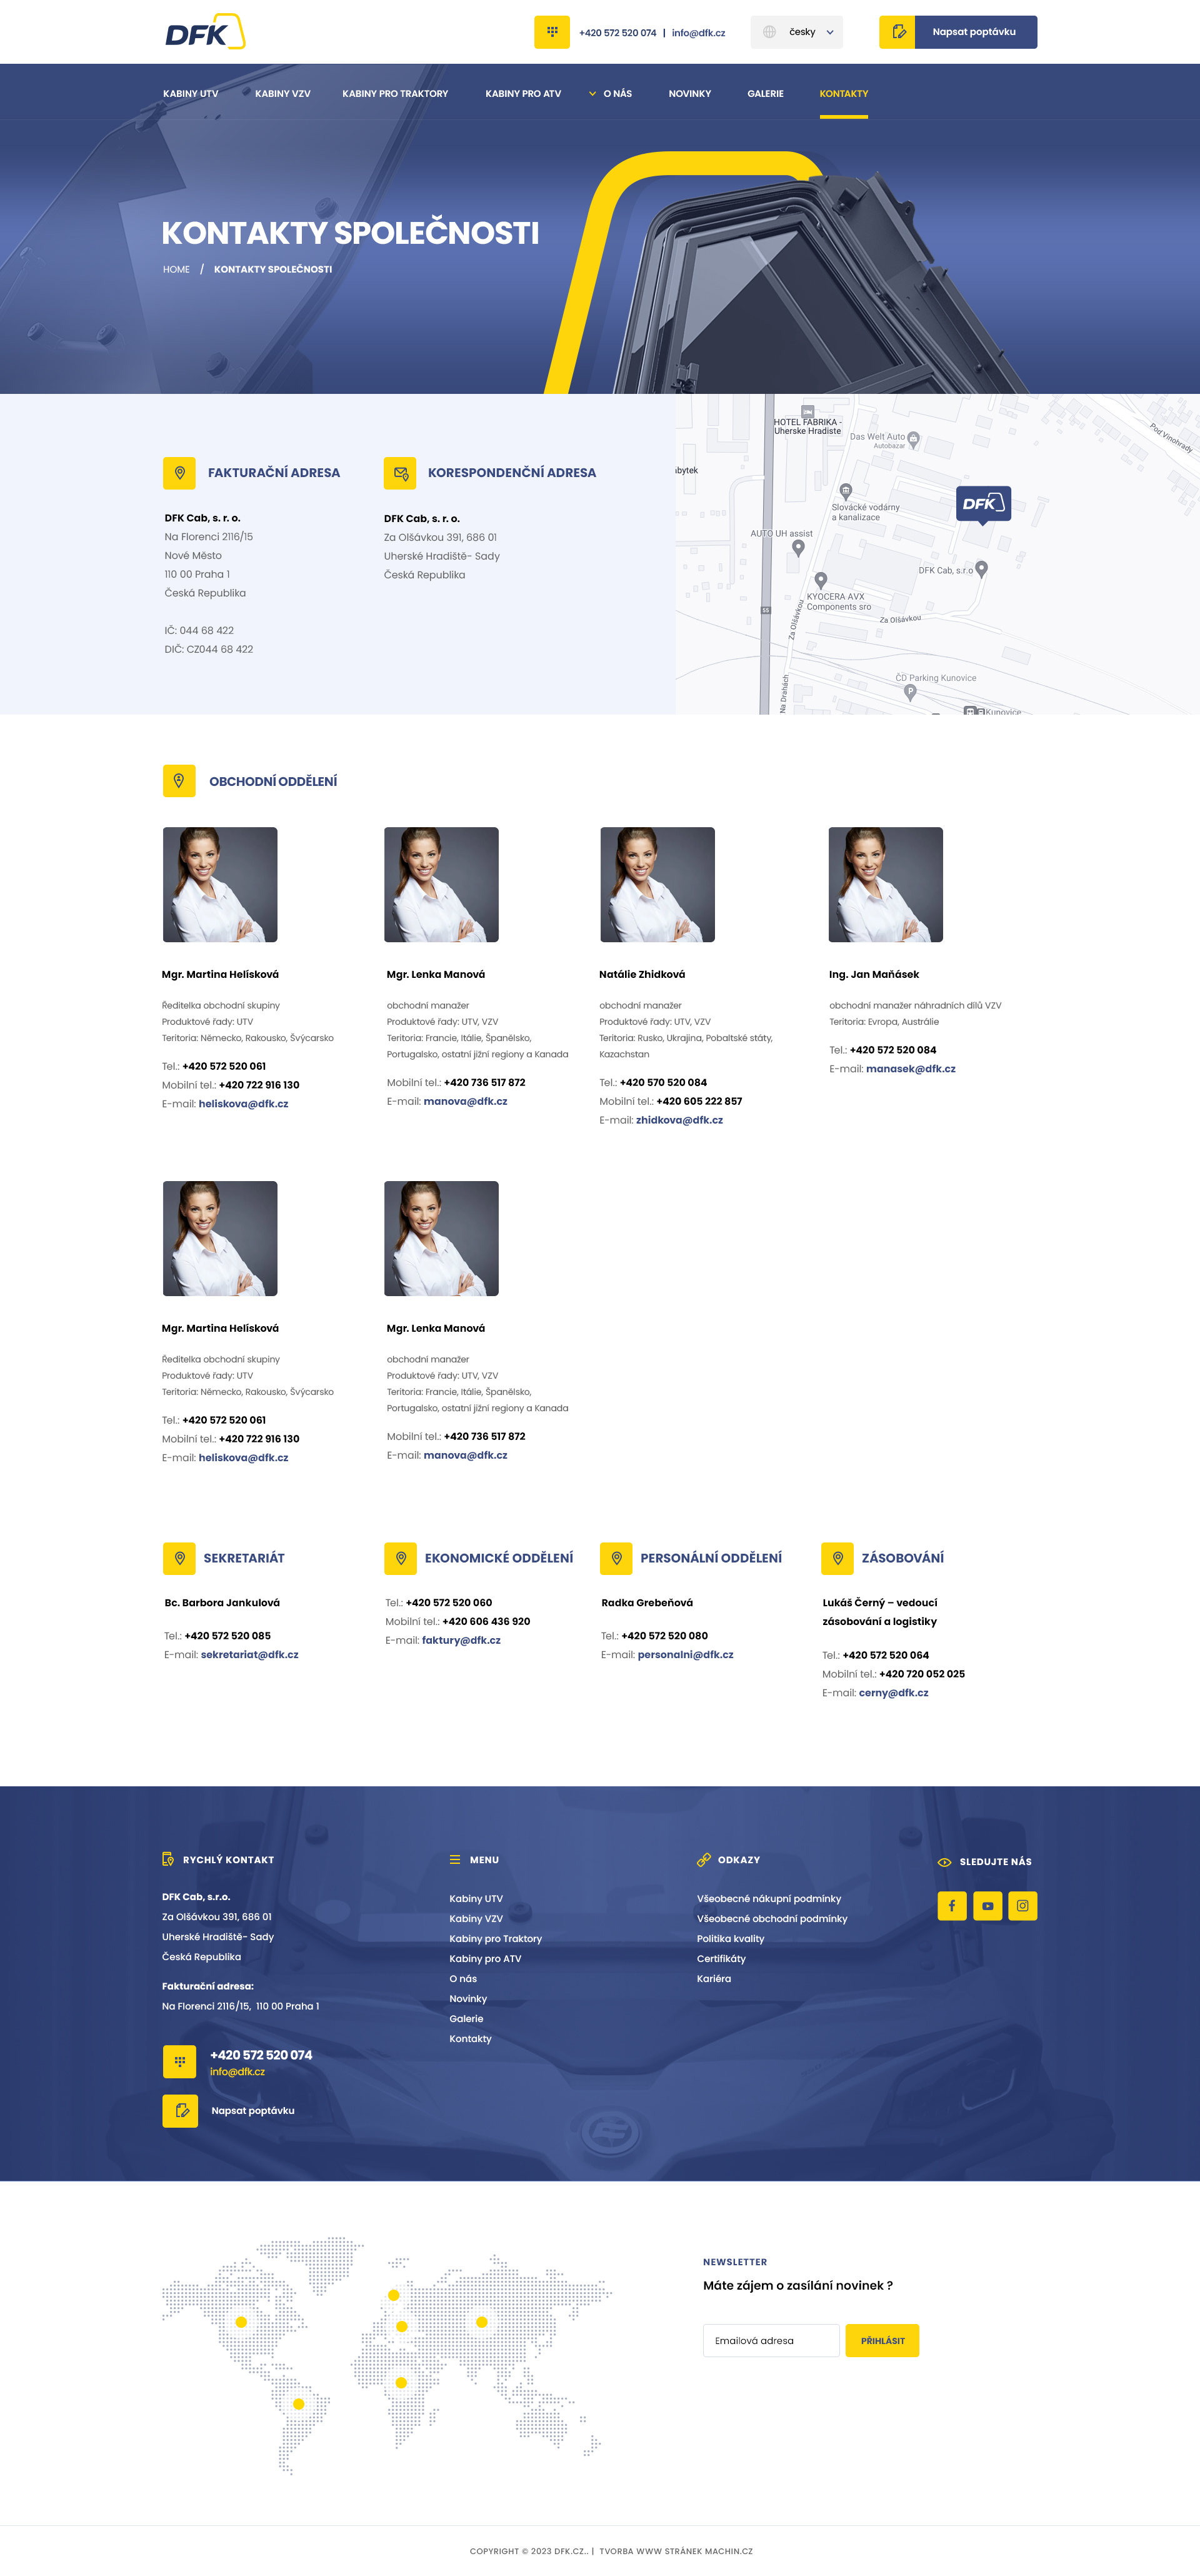 DFK
+420 572 520 074 | info@dfk.cz
česky
Napsat poptávku
KABINY UTV
KABINY VZV
KABINY PRO TRAKTORY
KABINY PRO ATV
O NÁS
NOVINKY
GALERIE
KONTAKTY
KONTAKTY SPOLEČNOSTI
HOME / KONTAKTY SPOLEČNOSTI
FAKTURAČNÍ ADRESA
DFK Cab, s. r. o.
Na Florenci 2116/15
Nové Město
110 00 Praha 1
Česká Republika
IČ: 044 68 422
DIČ: CZ044 68 422
KORESPONDENČNÍ ADRESA
DFK Cab, s. r. o.
Za Olšávkou 391, 686 01
Uherské Hradiště- Sady
Česká Republika
HOTEL FABRIKA -
Uherske Hradiste
Das Welt Auto
Autobazar
Pod Vinohrady
ábytek
Slovácké vodárny
a kanalizace
DFK
AUTO UH assist
DFK Cab, s.r.o
KYOCERA AVX
Components sro
55
Za Olšávkou
Za Olšávkou
ČD Parking Kunovice
P
Na Drahách
Kunovice
OBCHODNÍ ODDĚLENÍ
Mgr. Martina Helísková
Ředitelka obchodní skupiny
Produktové řady: UTV
Teritoria: Německo, Rakousko, Švýcarsko
Tel.: +420 572 520 061
Mobilní tel.: +420 722 916 130
E-mail: heliskova@dfk.cz
Mgr. Lenka Manová
obchodní manažer
Produktové řady: UTV, VZV
Teritoria: Francie, Itálie, Španělsko,
Portugalsko, ostatní jižní regiony a Kanada
Mobilní tel.: +420 736 517 872
E-mail: manova@dfk.cz
Natálie Zhidková
obchodní manažer
Produktové řady: UTV, VZV
Teritoria: Rusko, Ukrajina, Pobaltské státy,
Kazachstan
Tel.: +420 570 520 084
Mobilní tel.: +420 605 222 857
E-mail: zhidkova@dfk.cz
Ing. Jan Maňásek
obchodní manažer náhradních dílů VZV
Teritoria: Evropa, Austrálie
Tel.: +420 572 520 084
E-mail: manasek@dfk.cz
Mgr. Martina Helísková
Ředitelka obchodní skupiny
Produktové řady: UTV
Teritoria: Německo, Rakousko, Švýcarsko
Tel.: +420 572 520 061
Mobilní tel.: +420 722 916 130
E-mail: heliskova@dfk.cz
Mgr. Lenka Manová
obchodní manažer
Produktové řady: UTV, VZV
Teritoria: Francie, Itálie, Španělsko,
Portugalsko, ostatní jižní regiony a Kanada
Mobilní tel.: +420 736 517 872
E-mail: manova@dfk.cz
SEKRETARIÁT
Bc. Barbora Jankulová
Tel.: +420 572 520 085
E-mail: sekretariat@dfk.cz
EKONOMICKÉ ODDĚLENÍ
Tel.: +420 572 520 060
Mobilní tel.: +420 606 436 920
E-mail: faktury@dfk.cz
PERSONÁLNÍ ODDĚLENÍ
Radka Grebeňová
Tel.: +420 572 520 080
E-mail: personalni@dfk.cz
ZÁSOBOVÁNÍ
Lukáš Černý – vedoucí
zásobování a logistiky
Tel.: +420 572 520 064
Mobilní tel.: +420 720 052 025
E-mail: cerny@dfk.cz
RYCHLÝ KONTAKT
DFK Cab, s.r.o.
Za Olšávkou 391, 686 01
Uherské Hradiště- Sady
Česká Republika
Fakturační adresa:
Na Florenci 2116/15, 110 00 Praha 1
+420 572 520 074
info@dfk.cz
Napsat poptávku
MENU
Kabiny UTV
Kabiny VZV
Kabiny pro Traktory
Kabiny pro ATV
O nás
Novinky
Galerie
Kontakty
ODKAZY
Všeobecné nákupní podmínky
Všeobecné obchodní podmínky
Politika kvality
Certifikáty
Kariéra
SLEDUJTE NÁS
NEWSLETTER
Máte zájem o zasílání novinek ?
Emailová adresa
PŘIHLÁSIT
COPYRIGHT © 2023 DFK.CZ.. | TVORBA WWW STRÁNEK MACHIN.CZ